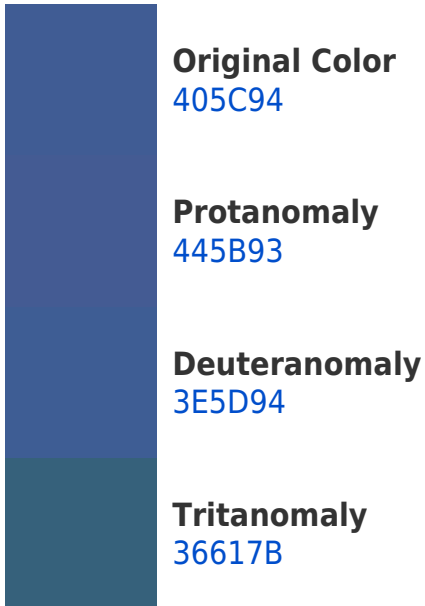 Original Color
405C94
Protanomaly
445B93
Deuteranomaly
3E5D94
Tritanomaly
36617B